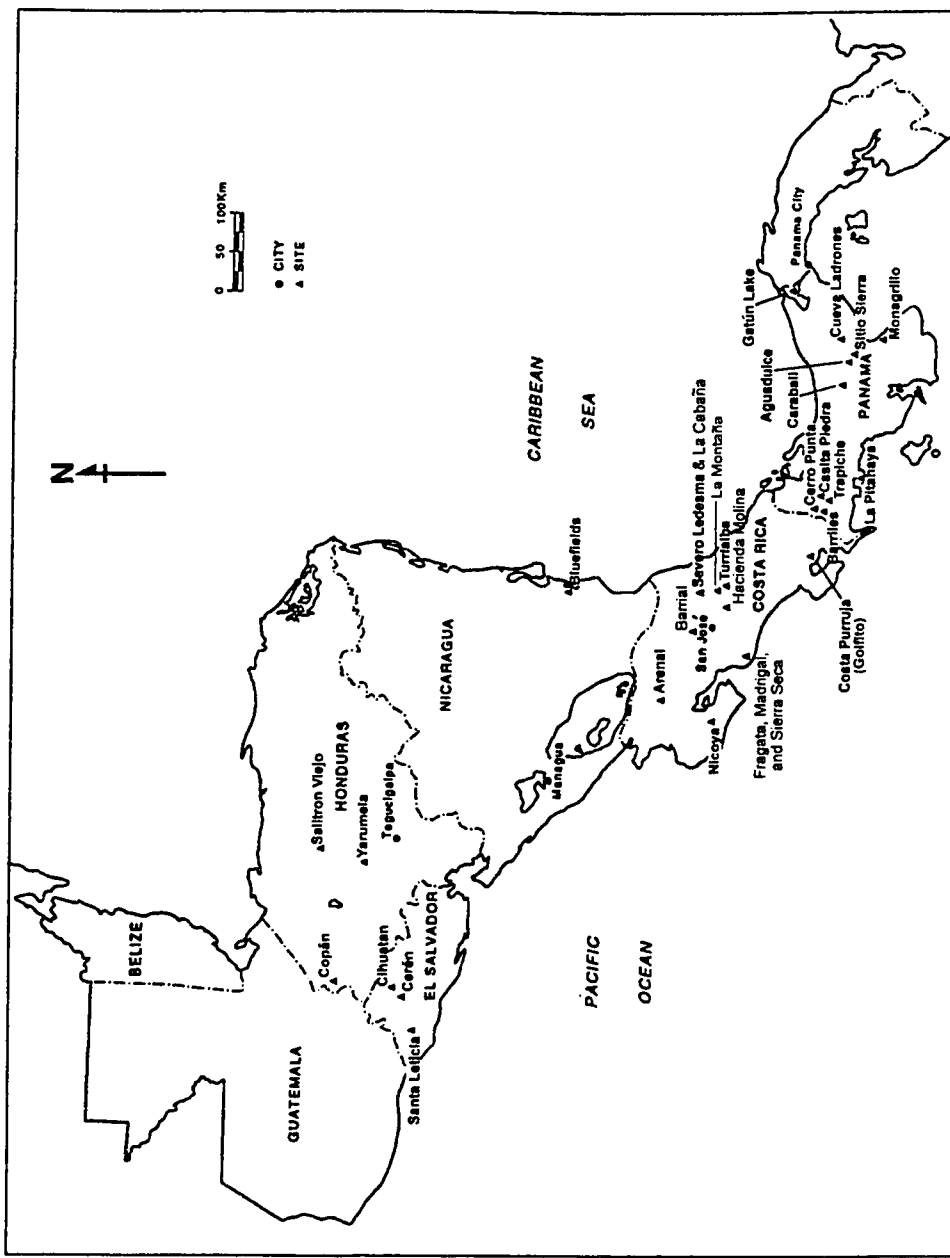 N
0 50 100Km
● CITY
▲ SITE
BELIZE
GUATEMALA
CARIBBEAN
SEA
Salitron Viejo
HONDURAS
Yarumela
Tegucigalpa
Copán
Cihuatan
Cerén
EL SALVADOR
Santa Leticia
NICARAGUA
Managua
Bluefields
PACIFIC
OCEAN
Arenal
Barrial
San José
Severo Ledesma & La Cabaña
La Montaña
Turrialba
Hacienda Molina
COSTA RICA
Nicoya
Fragata, Madrigal,
and Sierra Seca
Costa Purruja
(Golfito)
Cerro Punta
Casita Piedra
Trapiche
Barriles
La Pitahaya
Gatún Lake
Panama City
Aguadulce
Carabali
Cueva Ladrones
Sitio Sierra
PANAMA
Monagrillo